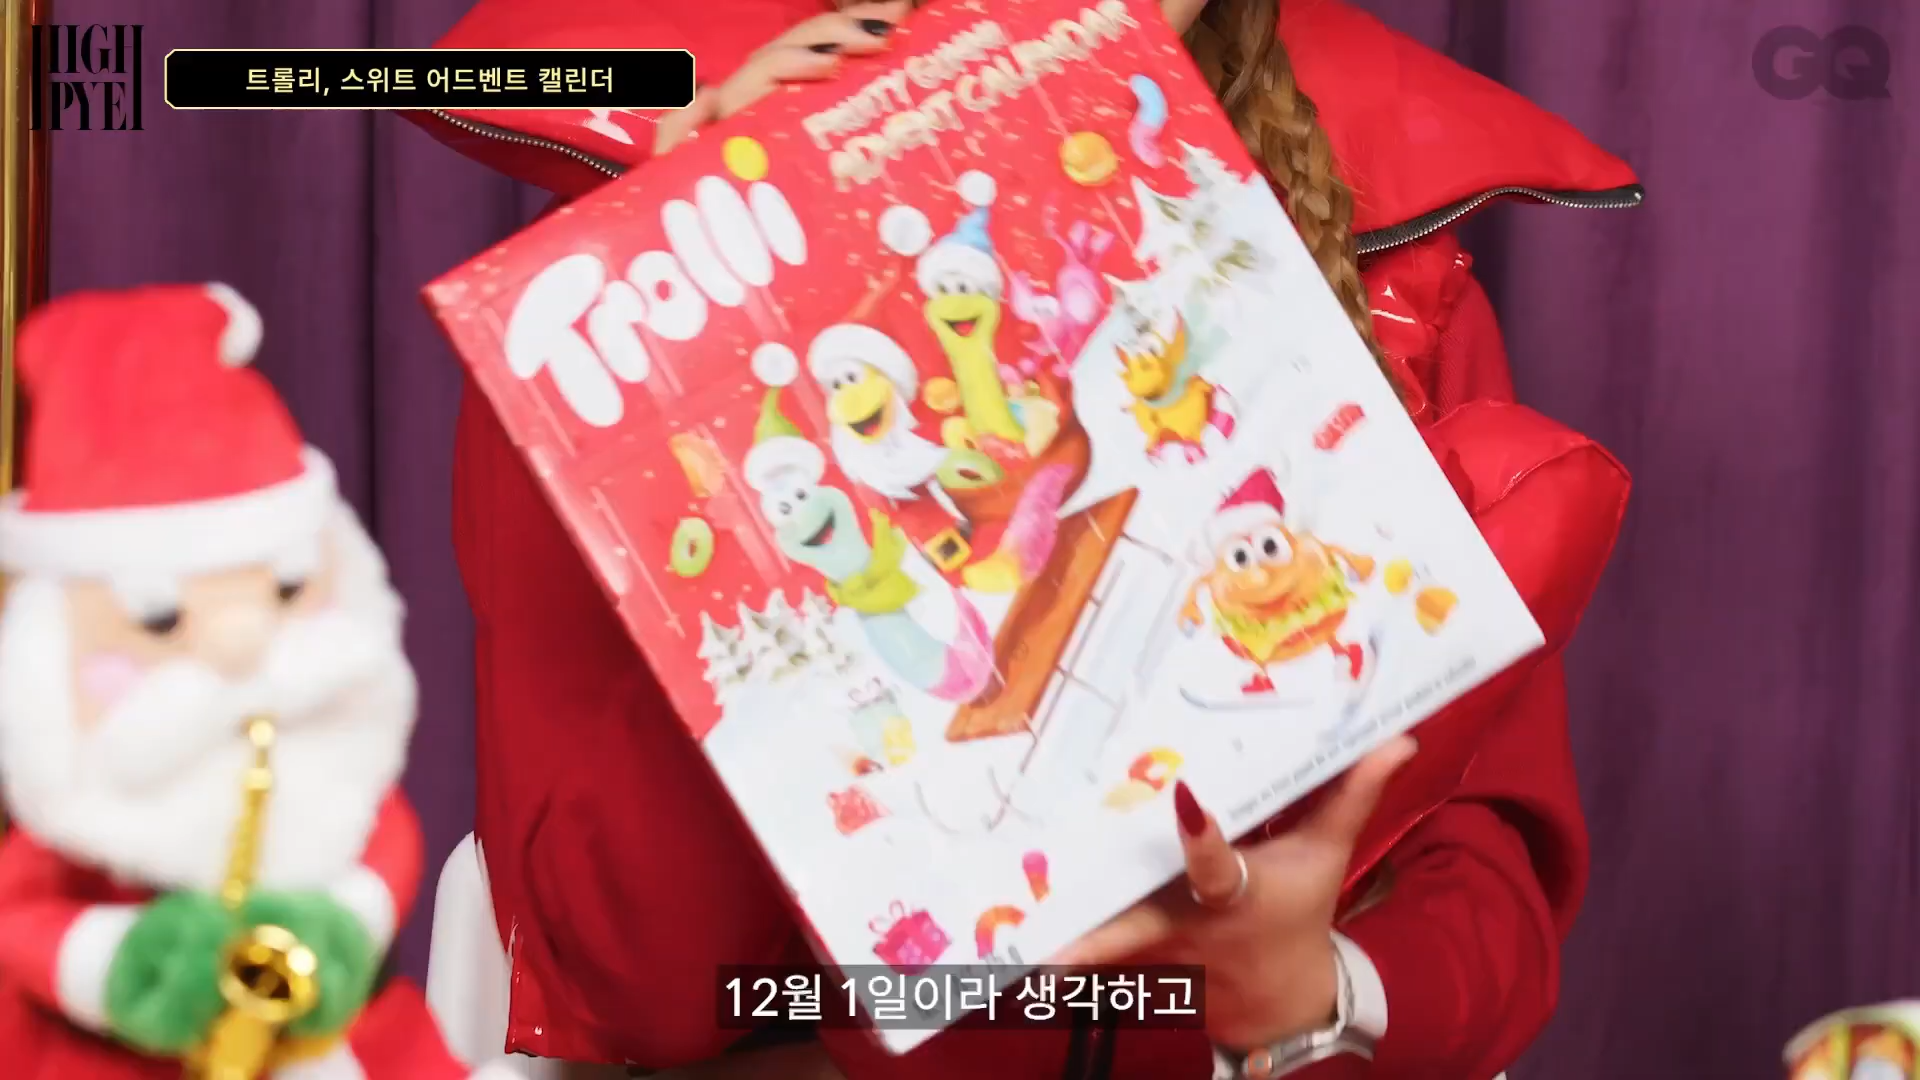 HIGH
PYE!
트롤리, 스위트 어드벤트 캘린더
GQ
FRUITY GUMMI
ADVENT CALENDAR
Trolli
12월 1일이라 생각하고